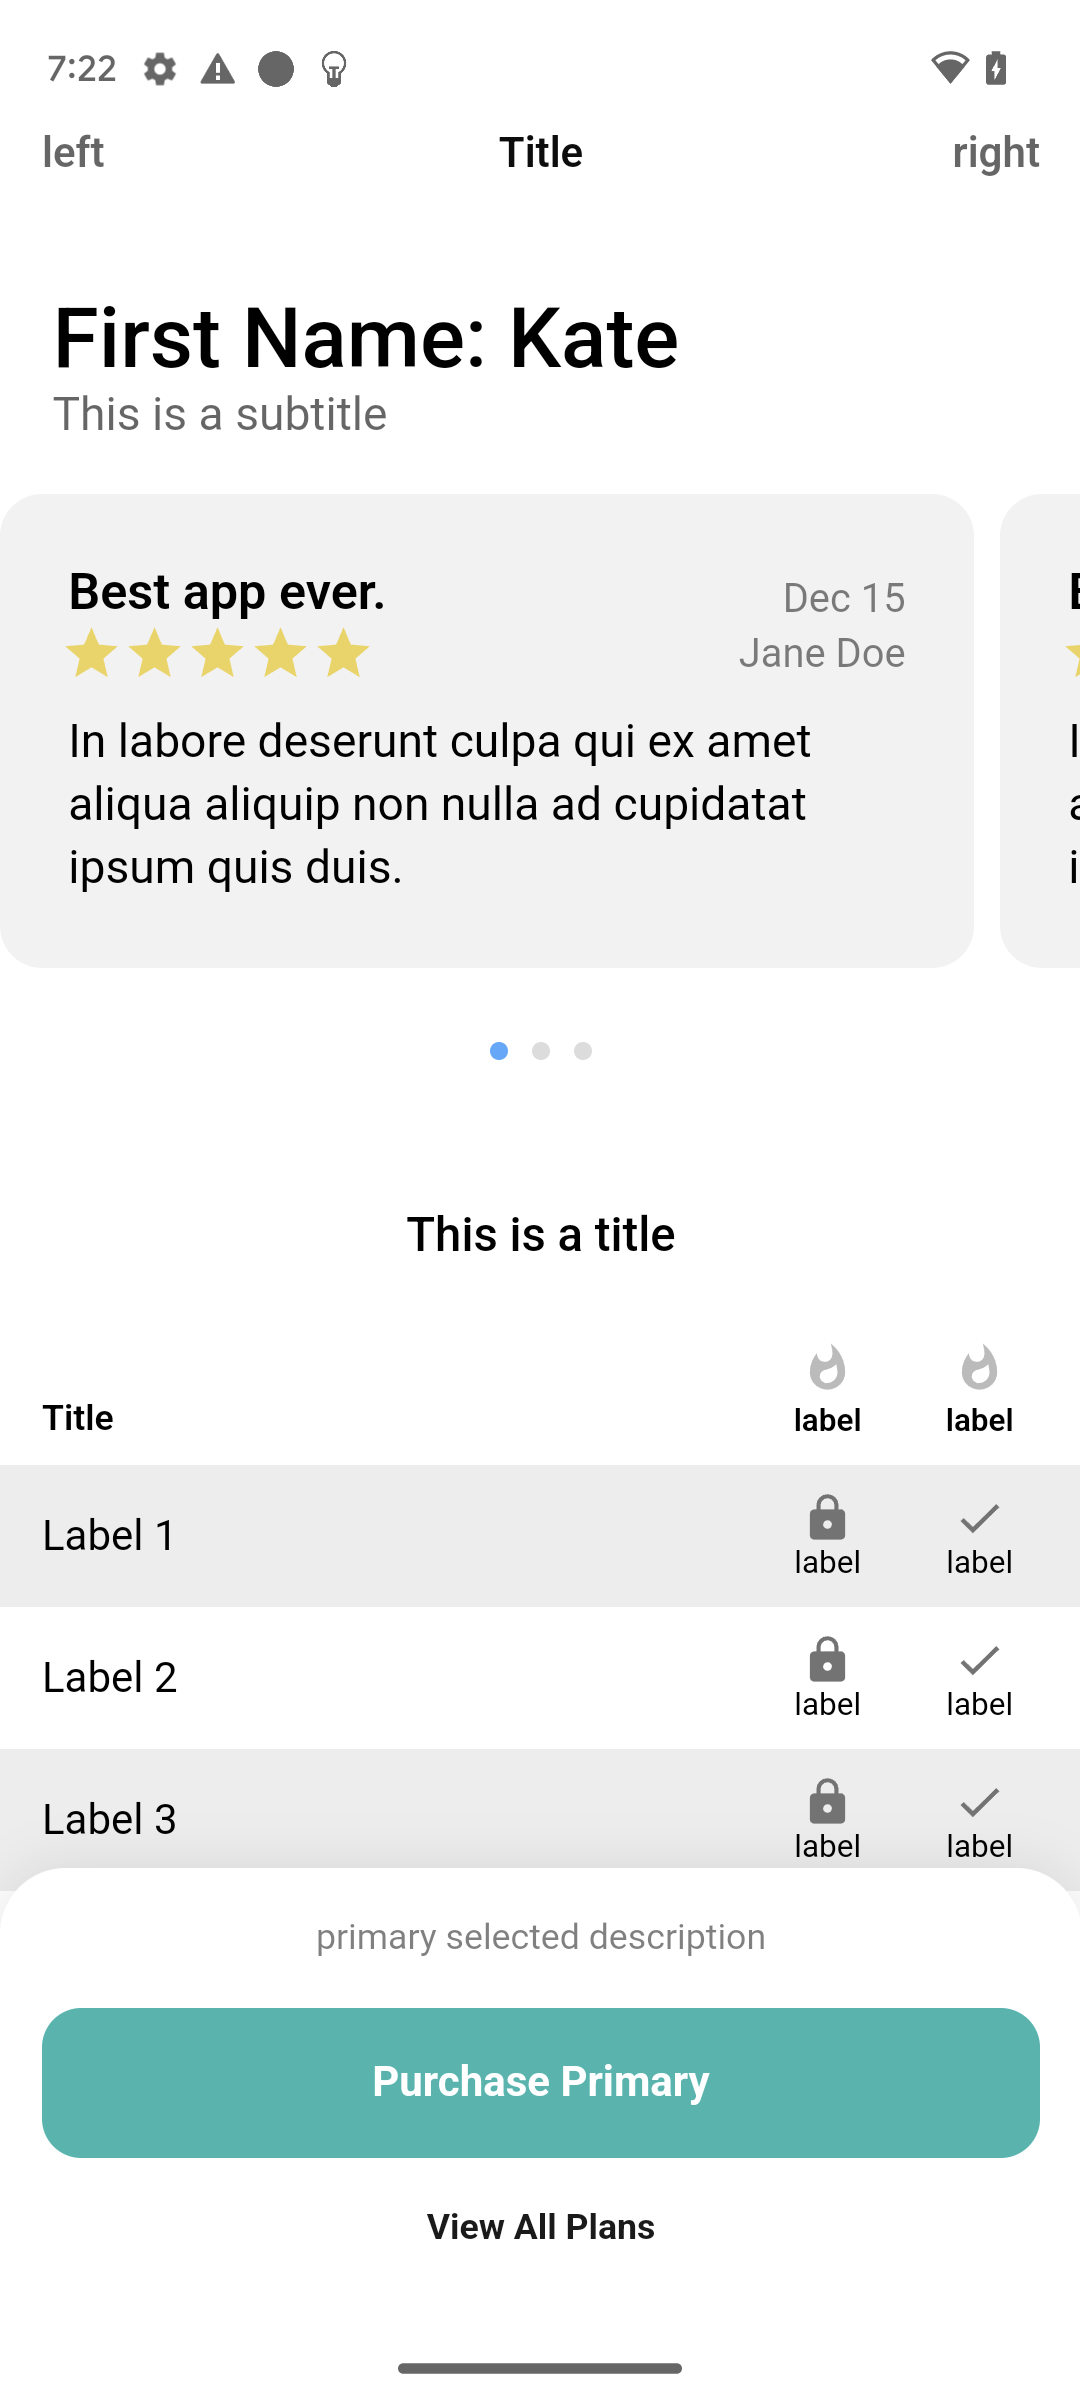 7:22
left Title right
First Name: Kate
This is a subtitle
Best app ever.
Dec 15
Jane Doe
In labore deserunt culpa qui ex amet
aliqua aliquip non nulla ad cupidatat
ipsum quis duis.
This is a title
Title label label
Label 1 label label
Label 2 label label
Label 3 label label
primary selected description
Purchase Primary
View All Plans